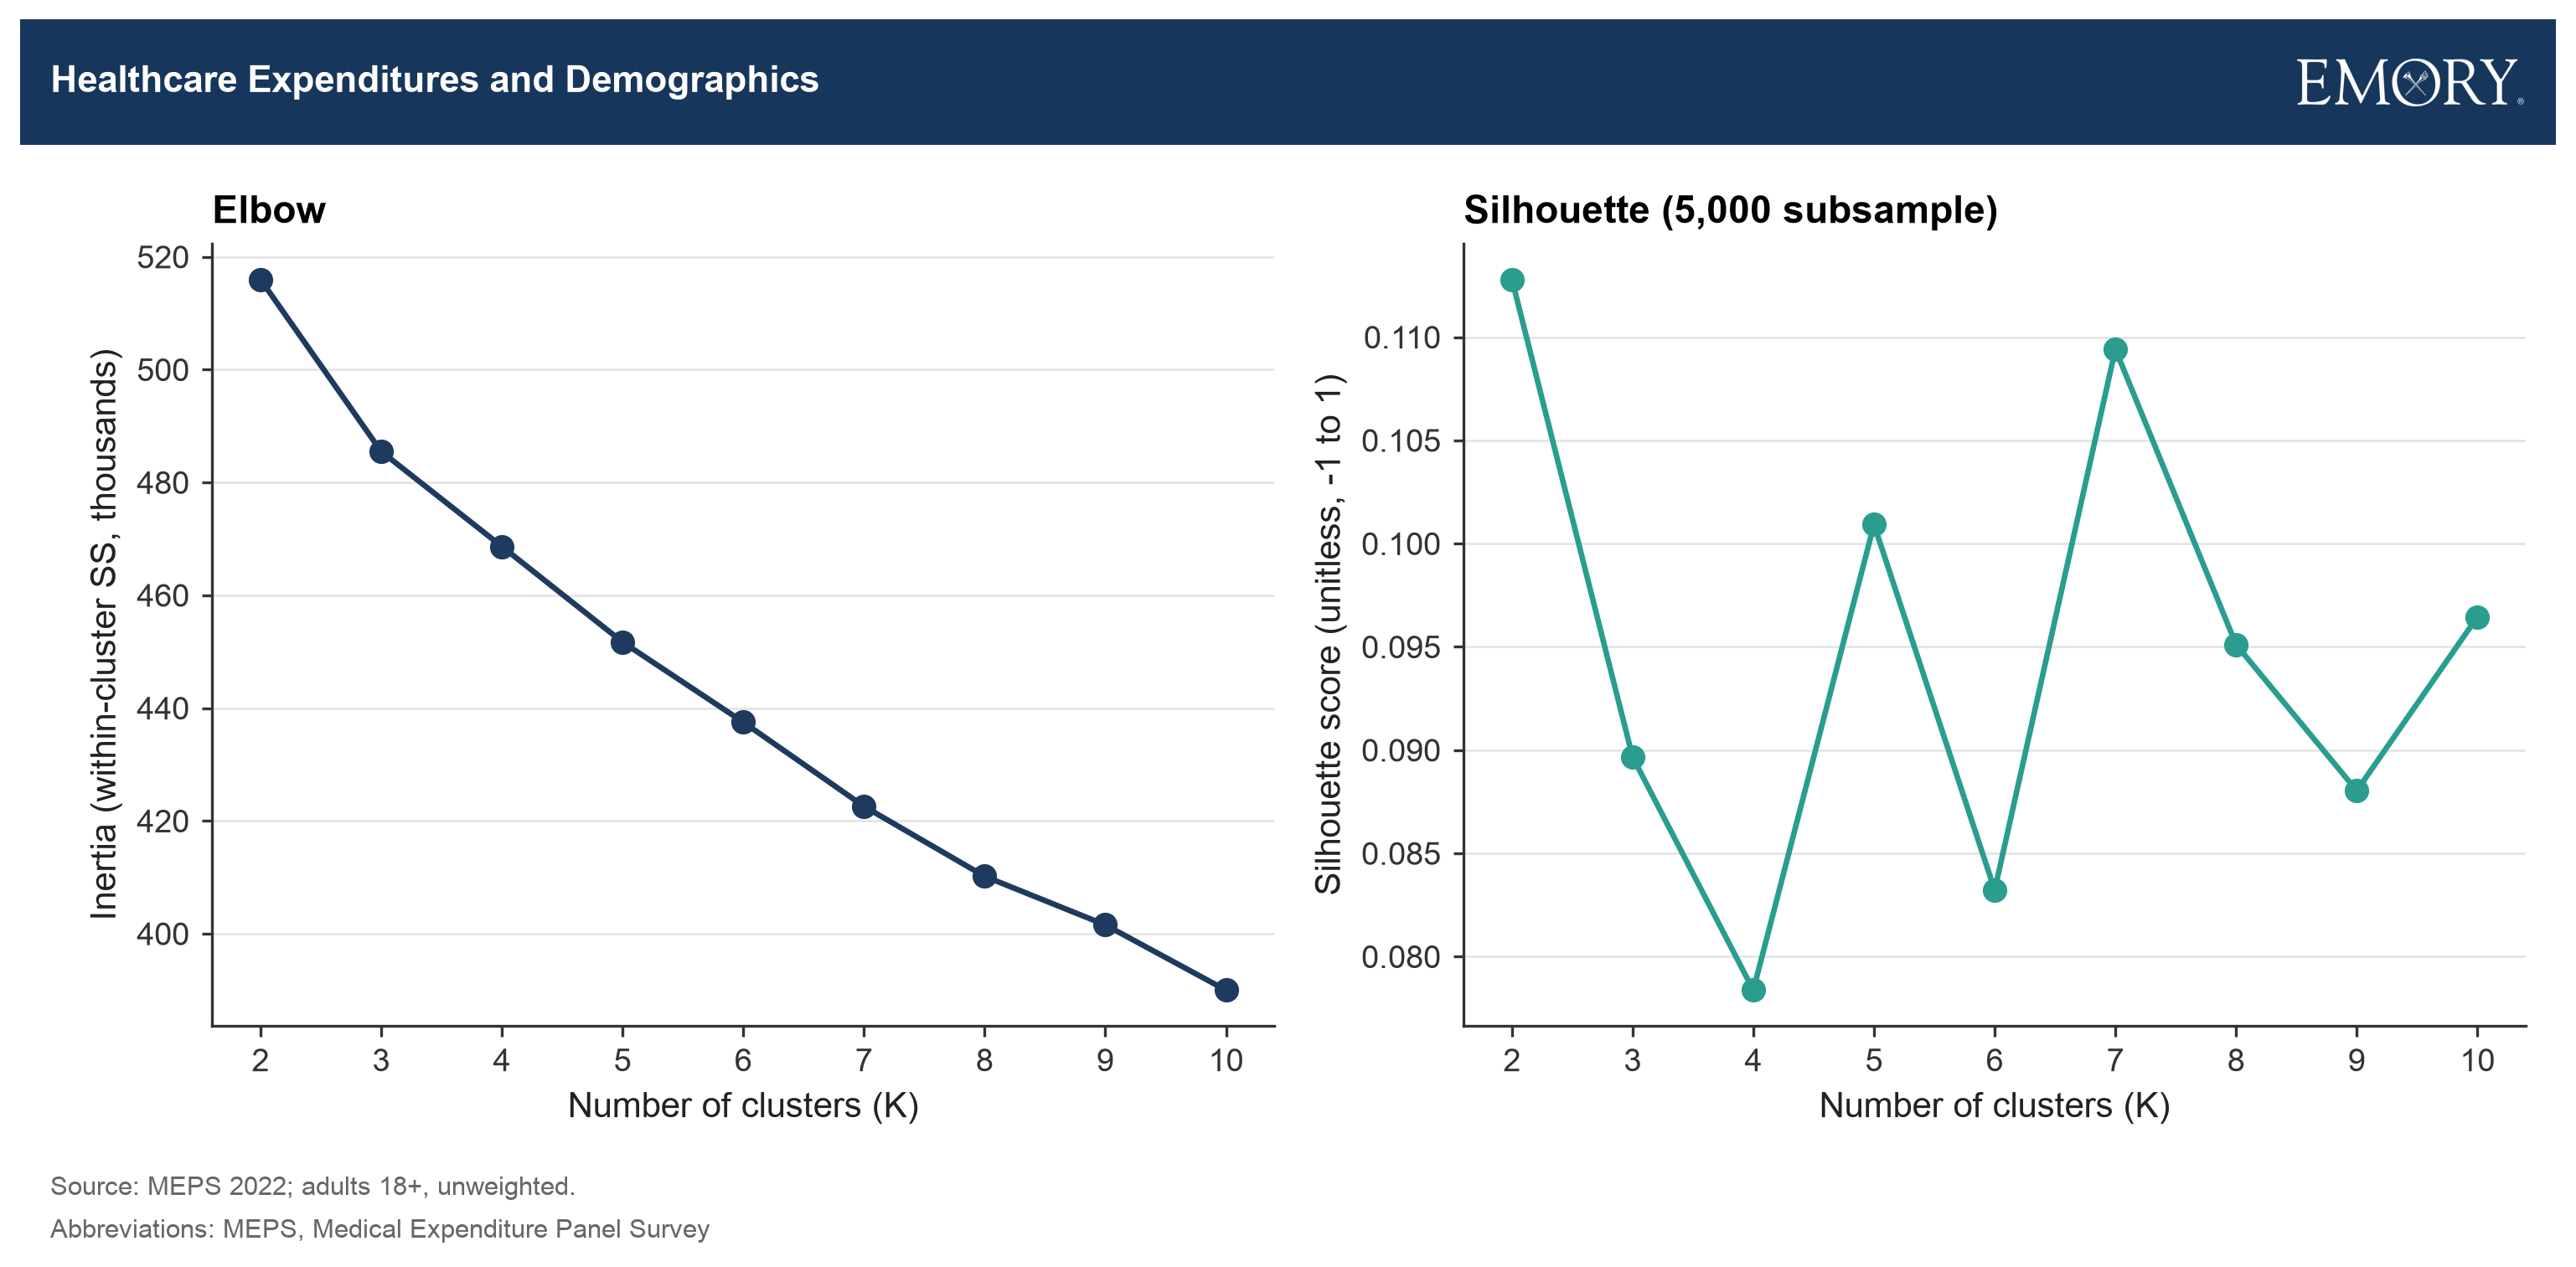 Healthcare Expenditures and Demographics
EMORY®
Elbow
520
500
480
460
440
420
400
Inertia (within-cluster SS, thousands)
2 3 4 5 6 7 8 9 10
Number of clusters (K)
Silhouette (5,000 subsample)
0.110
0.105
0.100
0.095
0.090
0.085
0.080
Silhouette score (unitless, -1 to 1)
2 3 4 5 6 7 8 9 10
Number of clusters (K)
Source: MEPS 2022; adults 18+, unweighted.
Abbreviations: MEPS, Medical Expenditure Panel Survey